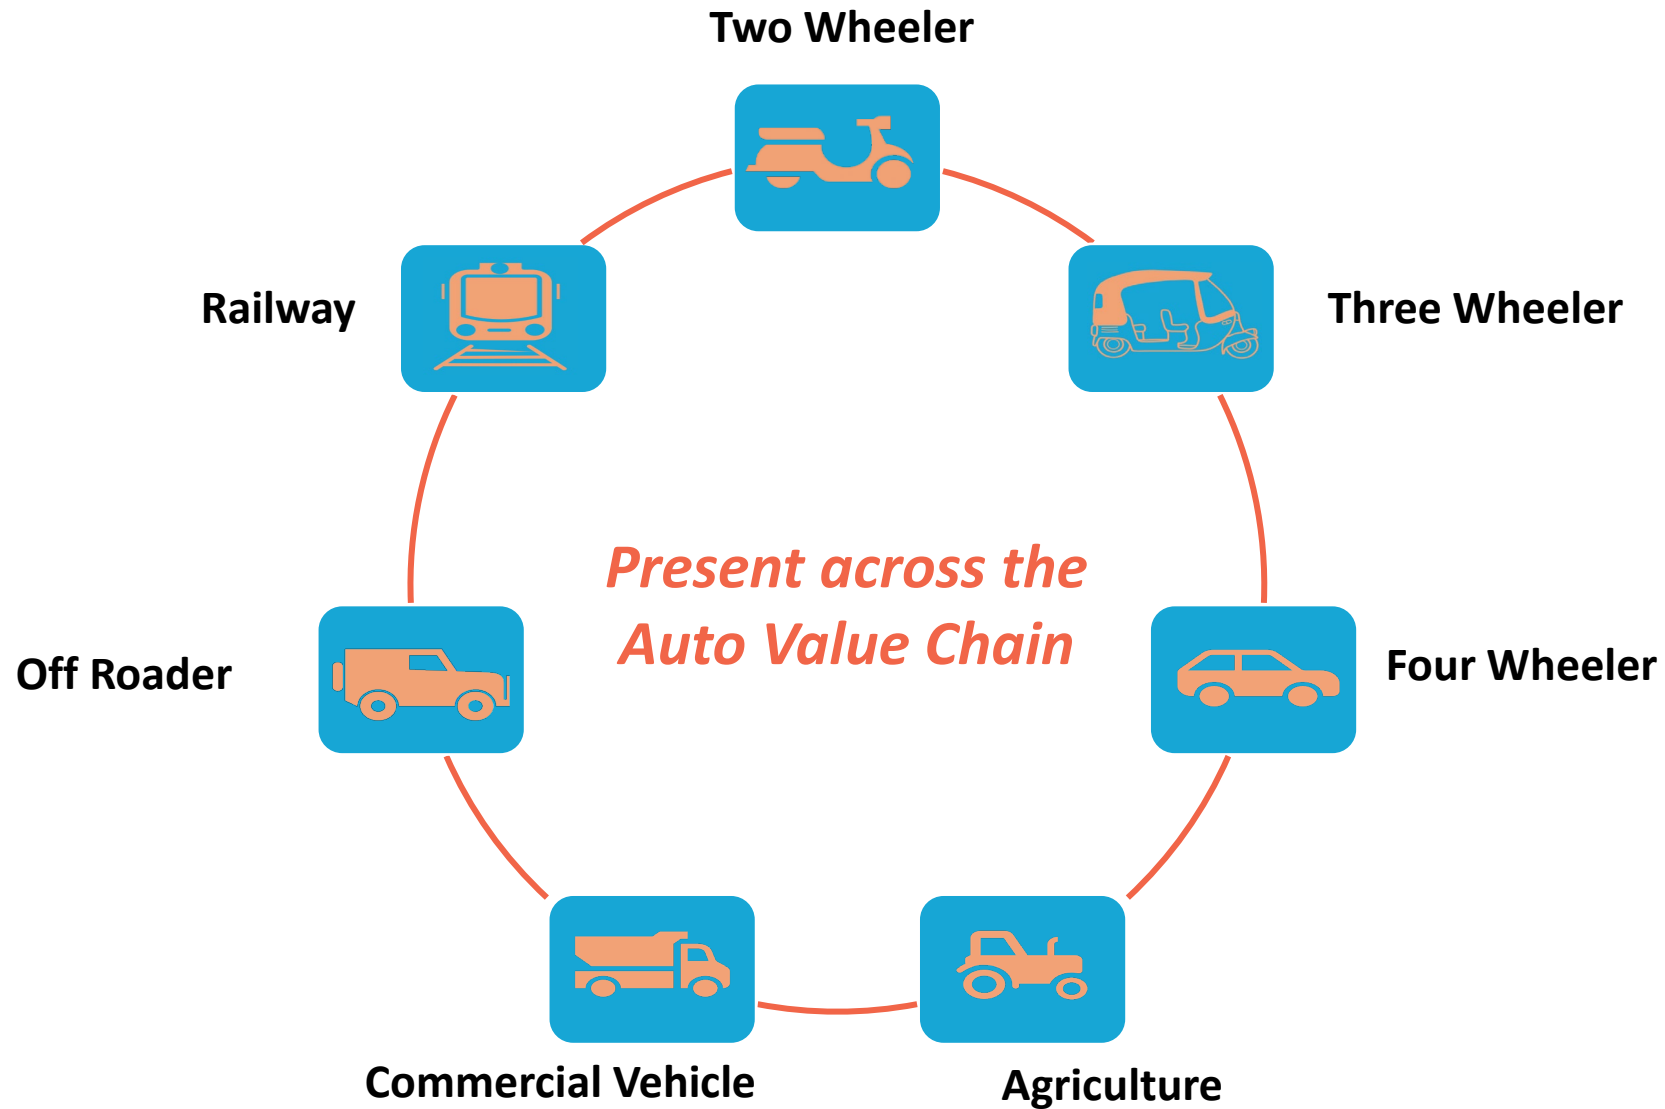 Two Wheeler
Railway
Three Wheeler
Present across the
Auto Value Chain
Off Roader
Four Wheeler
Commercial Vehicle
Agriculture